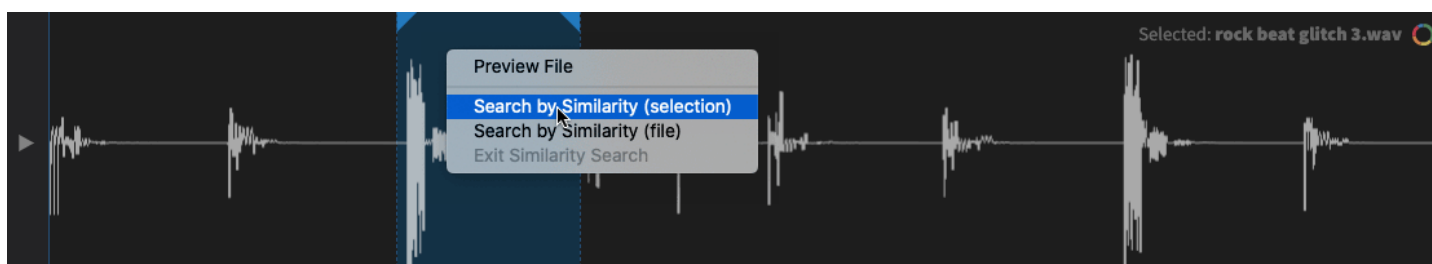 Selected: rock beat glitch 3.wav
Preview File
Search by Similarity (selection)
Search by Similarity (file)
Exit Similarity Search